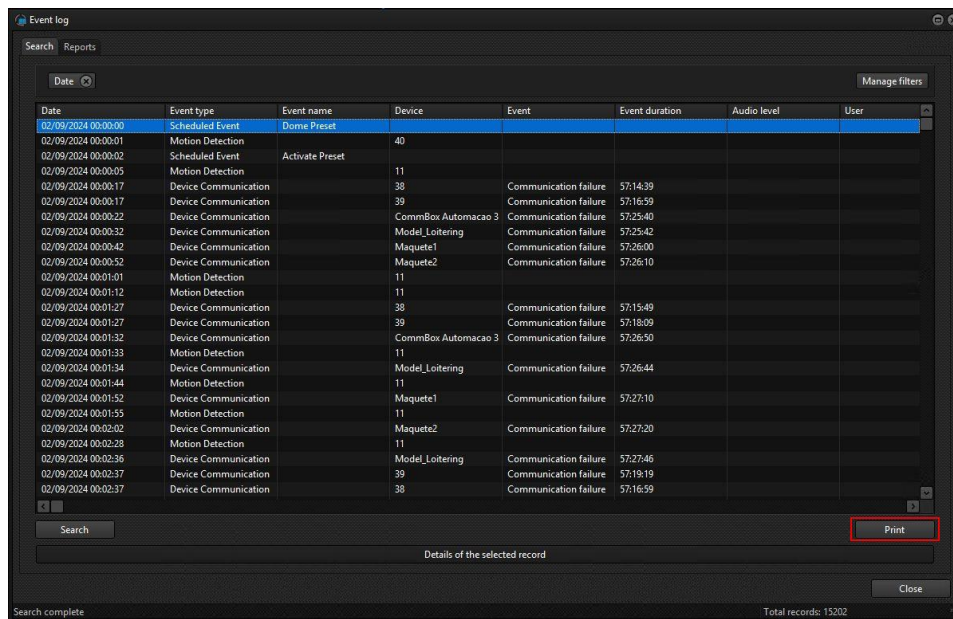 Event log
Search Reports
Date
Manage filters
Date Event type Event name Device Event Event duration Audio level User
02/09/2024 00:00:00 Scheduled Event Dome Preset
02/09/2024 00:00:01 Motion Detection 40
02/09/2024 00:00:02 Scheduled Event Activate Preset
02/09/2024 00:00:05 Motion Detection 11
02/09/2024 00:00:17 Device Communication 38 Communication failure 57:14:39
02/09/2024 00:00:17 Device Communication 39 Communication failure 57:16:59
02/09/2024 00:00:22 Device Communication CommBox Automacao 3 Communication failure 57:25:40
02/09/2024 00:00:32 Device Communication Model_Loitering Communication failure 57:25:42
02/09/2024 00:00:42 Device Communication Maquete1 Communication failure 57:26:00
02/09/2024 00:00:52 Device Communication Maquete2 Communication failure 57:26:10
02/09/2024 00:01:01 Motion Detection 11
02/09/2024 00:01:12 Motion Detection 11
02/09/2024 00:01:27 Device Communication 38 Communication failure 57:15:49
02/09/2024 00:01:27 Device Communication 39 Communication failure 57:18:09
02/09/2024 00:01:32 Device Communication CommBox Automacao 3 Communication failure 57:26:50
02/09/2024 00:01:33 Motion Detection 11
02/09/2024 00:01:34 Device Communication Model_Loitering Communication failure 57:26:44
02/09/2024 00:01:44 Motion Detection 11
02/09/2024 00:01:52 Device Communication Maquete1 Communication failure 57:27:10
02/09/2024 00:01:55 Motion Detection 11
02/09/2024 00:02:02 Device Communication Maquete2 Communication failure 57:27:20
02/09/2024 00:02:28 Motion Detection 11
02/09/2024 00:02:36 Device Communication Model_Loitering Communication failure 57:27:46
02/09/2024 00:02:37 Device Communication 39 Communication failure 57:19:19
02/09/2024 00:02:37 Device Communication 38 Communication failure 57:16:59
Search Print
Details of the selected record
Close
Search complete Total records: 15202